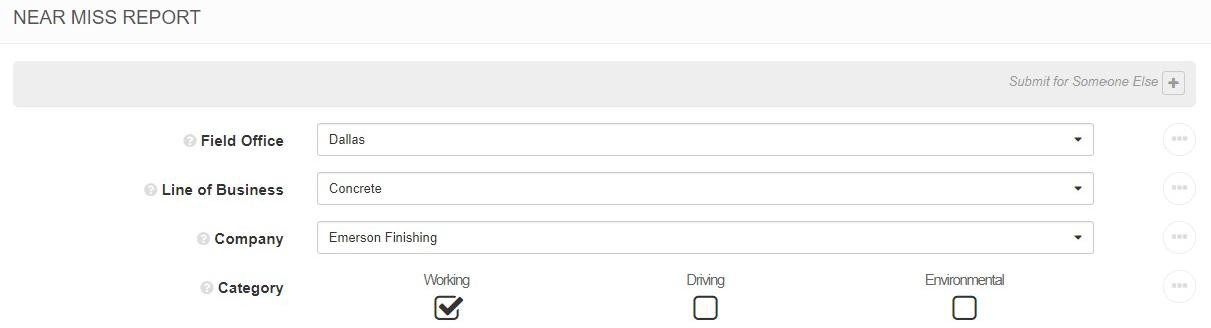 NEAR MISS REPORT
Submit for Someone Else +
? Field Office Dallas
? Line of Business Concrete
? Company Emerson Finishing
Working Driving Environmental
? Category